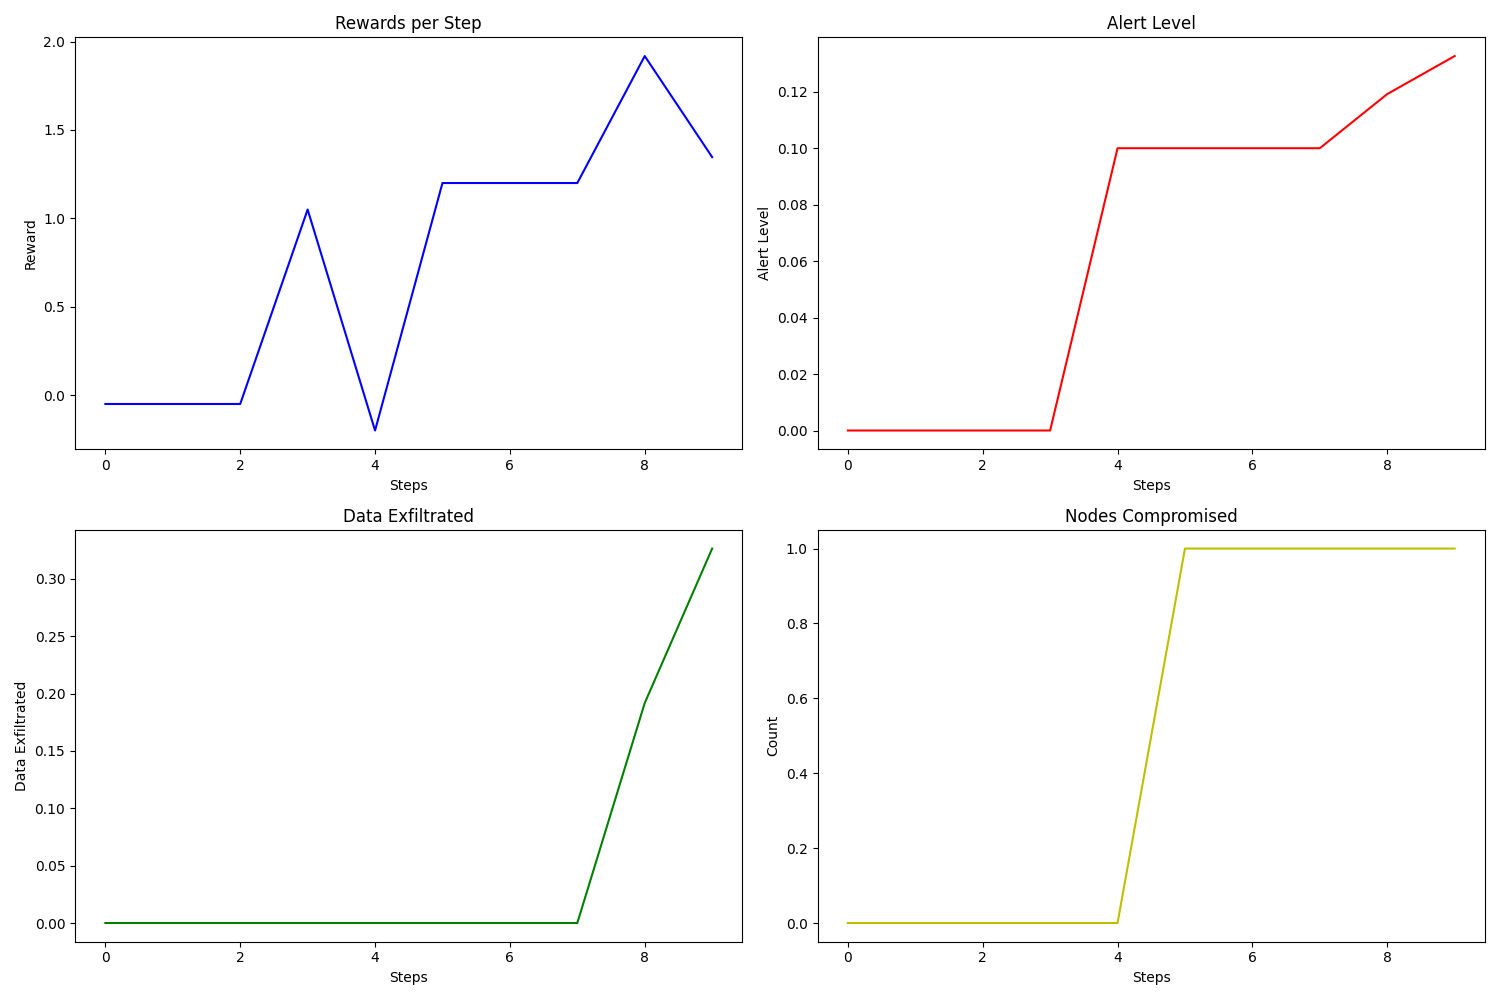 Rewards per Step
2.0
1.5
1.0
0.5
0.0
Reward
0 2 4 6 8
Steps
Alert Level
0.12
0.10
0.08
0.06
0.04
0.02
0.00
Alert Level
0 2 4 6 8
Steps
Data Exfiltrated
0.30
0.25
0.20
0.15
0.10
0.05
0.00
Data Exfiltrated
0 2 4 6 8
Steps
Nodes Compromised
1.0
0.8
0.6
0.4
0.2
0.0
Count
0 2 4 6 8
Steps